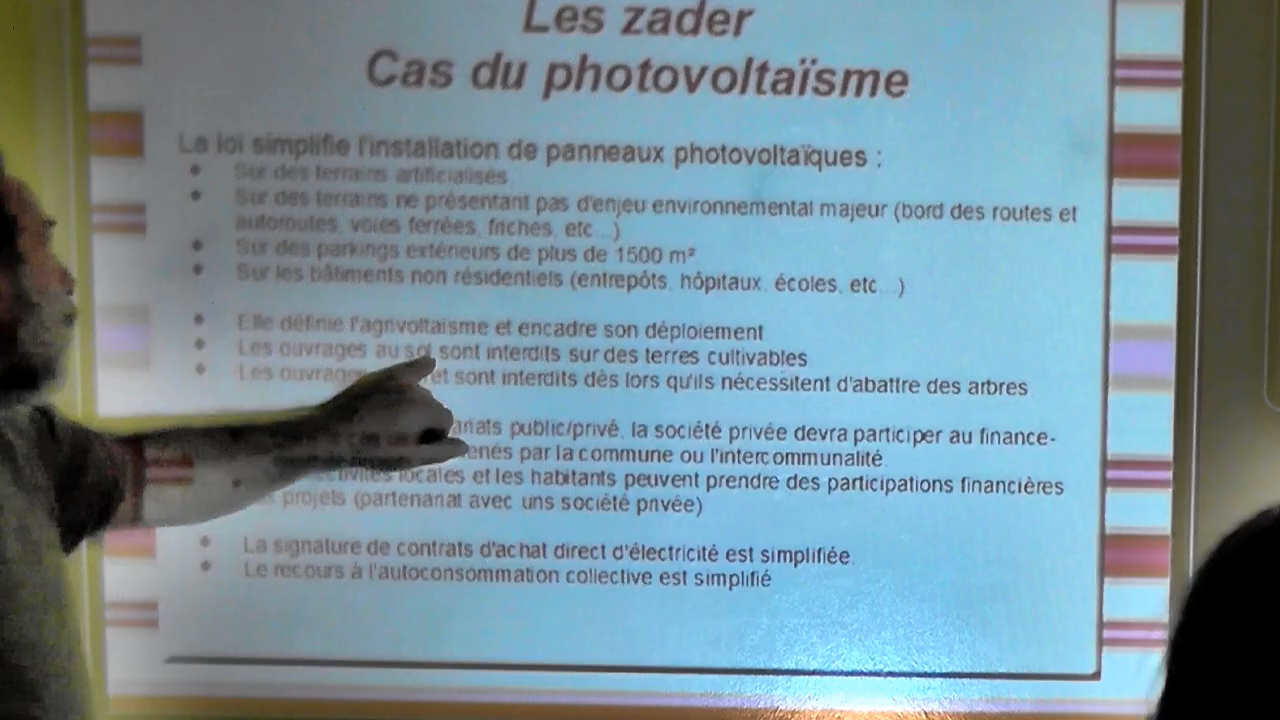 Les zader
Cas du photovoltaïsme
La loi simplifie l'installation de panneaux photovoltaïques :
• Sur des terrains artificialisés
• Sur des terrains ne présentant pas d'enjeu environnemental majeur (bord des routes et
autoroutes, voies ferrées, friches, etc...)
• Sur des parkings extérieurs de plus de 1500 m²
• Sur les bâtiments non résidentiels (entrepôts, hôpitaux, écoles, etc...)
• Elle définie l'agrivoltaïsme et encadre son déploiement
• Les ouvrages au sol sont interdits sur des terres cultivables
• Les ouvrages sont interdits dès lors qu'ils nécessitent d'abattre des arbres
public/privé, la société privée devra participer au finance-
par la commune ou l'intercommunalité
locales et les habitants peuvent prendre des participations financières
projets (partenariat avec uns société privée)
• La signature de contrats d'achat direct d'électricité est simplifiée.
• Le recours à l'autoconsommation collective est simplifié